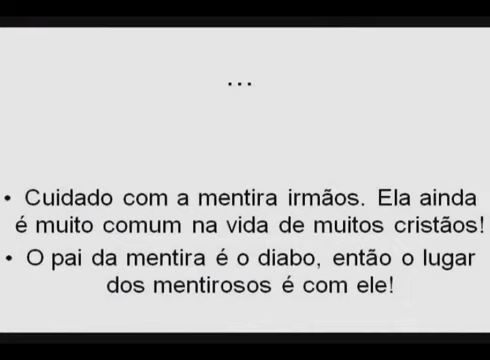 ...
• Cuidado com a mentira irmãos. Ela ainda
é muito comum na vida de muitos cristãos!
• O pai da mentira é o diabo, então o lugar
dos mentirosos é com ele!